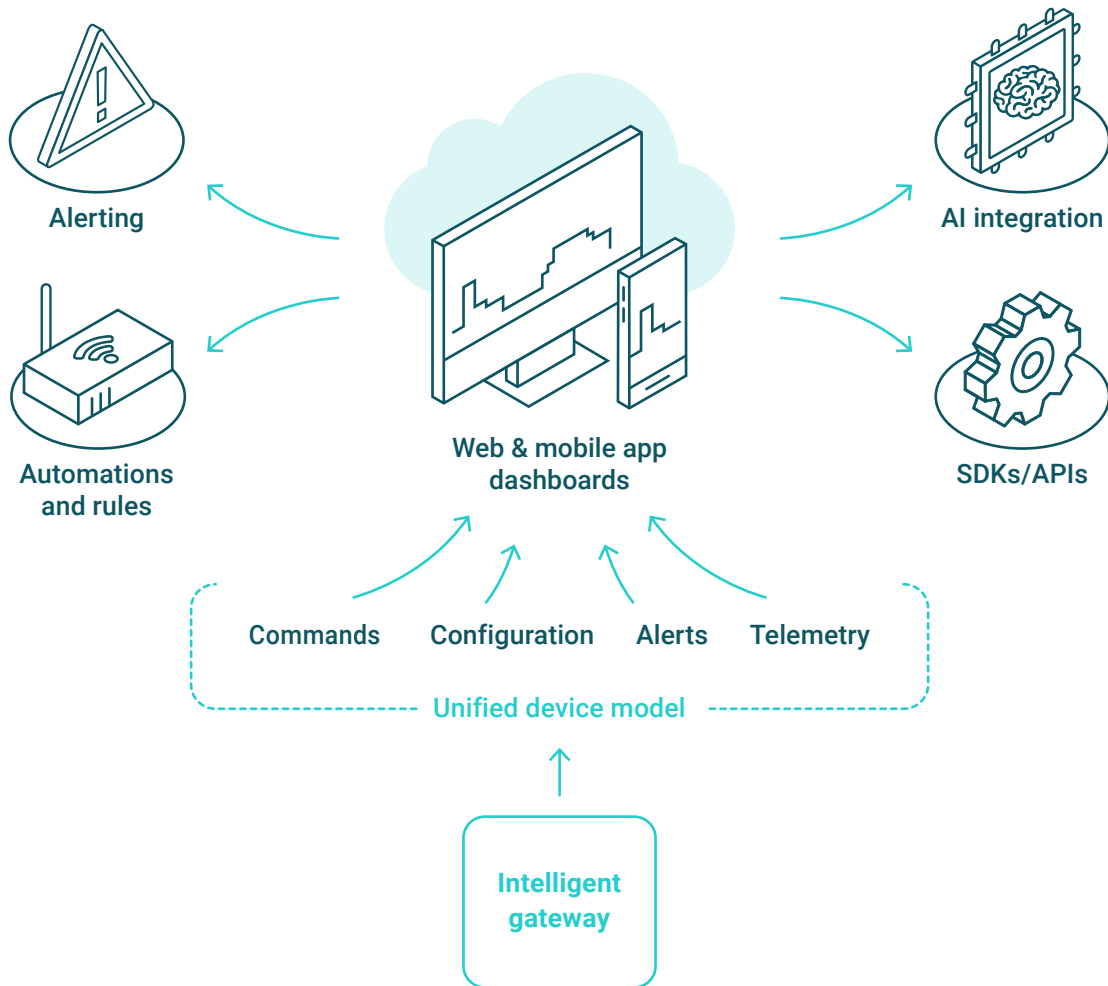 Alerting
AI integration
Automations
and rules
Web & mobile app
dashboards
SDKs/APIs
Commands
Configuration
Alerts
Telemetry
Unified device model
Intelligent
gateway